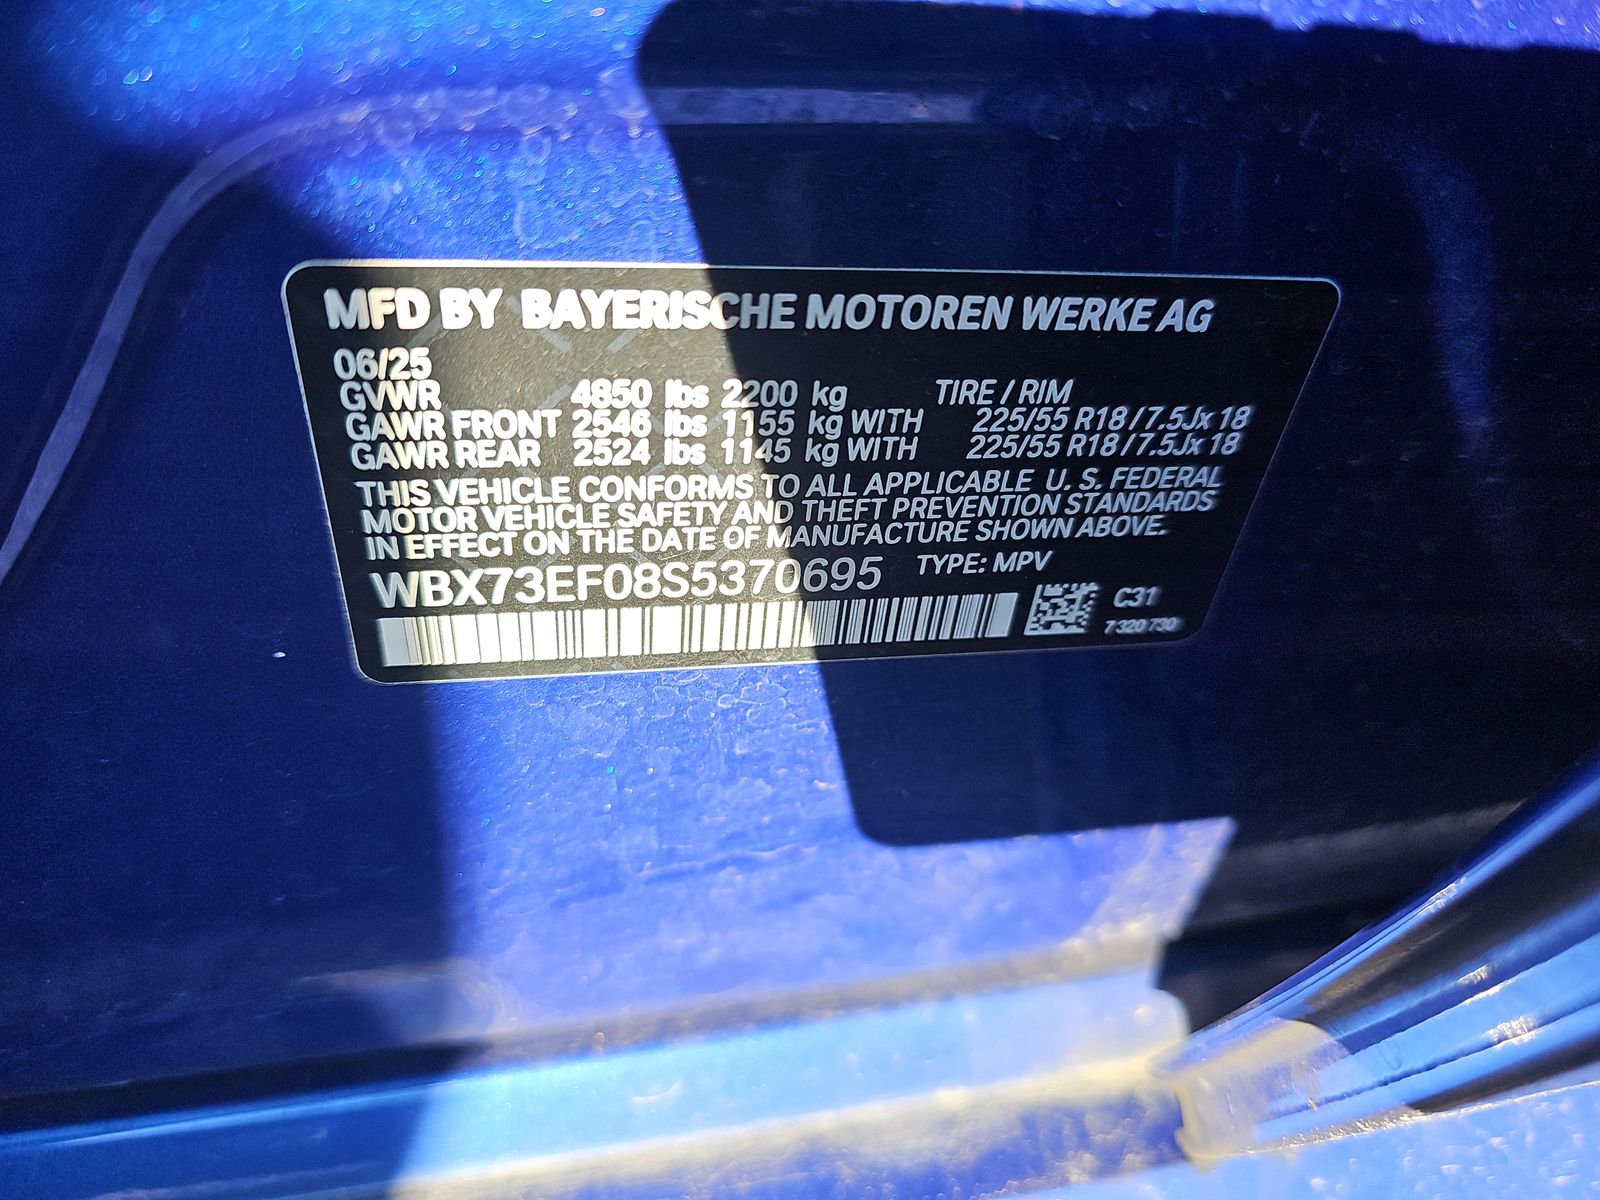 MFD BY BAYERISCHE MOTOREN WERKE AG
06/25
GVWR 4850 lbs 2200 kg TIRE / RIM
GAWR FRONT 2546 lbs 1155 kg WITH 225/55 R18 / 7.5Jx 18
GAWR REAR 2524 lbs 1145 kg WITH 225/55 R18 / 7.5Jx 18
THIS VEHICLE CONFORMS TO ALL APPLICABLE U. S. FEDERAL
MOTOR VEHICLE SAFETY AND THEFT PREVENTION STANDARDS
IN EFFECT ON THE DATE OF MANUFACTURE SHOWN ABOVE.
WBX73EF08S5370695 TYPE: MPV
C31
7 320 730